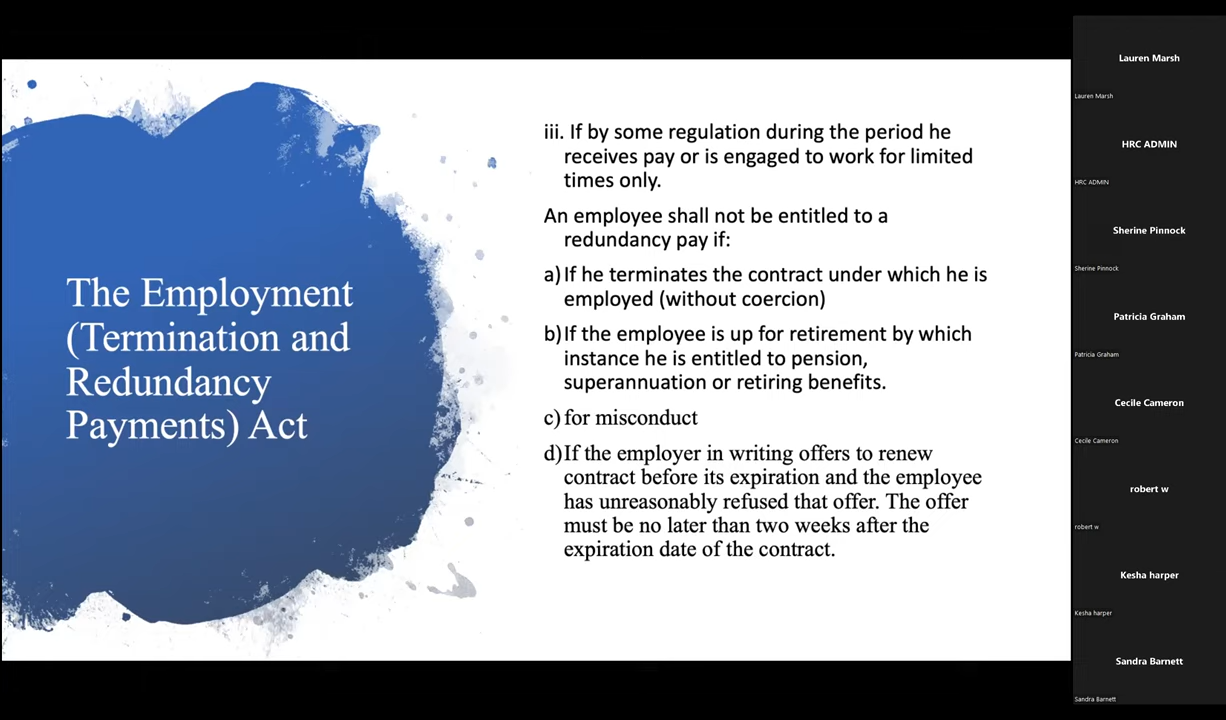 The Employment
(Termination and
Redundancy
Payments) Act
iii. If by some regulation during the period he
receives pay or is engaged to work for limited
times only.
An employee shall not be entitled to a
redundancy pay if:
a) If he terminates the contract under which he is
employed (without coercion)
b) If the employee is up for retirement by which
instance he is entitled to pension,
superannuation or retiring benefits.
c) for misconduct
d) If the employer in writing offers to renew
contract before its expiration and the employee
has unreasonably refused that offer. The offer
must be no later than two weeks after the
expiration date of the contract.
Lauren Marsh
Lauren Marsh
HRC ADMIN
HRC ADMIN
Sherine Pinnock
Sherine Pinnock
Patricia Graham
Patricia Graham
Cecile Cameron
Cecile Cameron
robert w
robert w
Kesha harper
Kesha harper
Sandra Barnett
Sandra Barnett